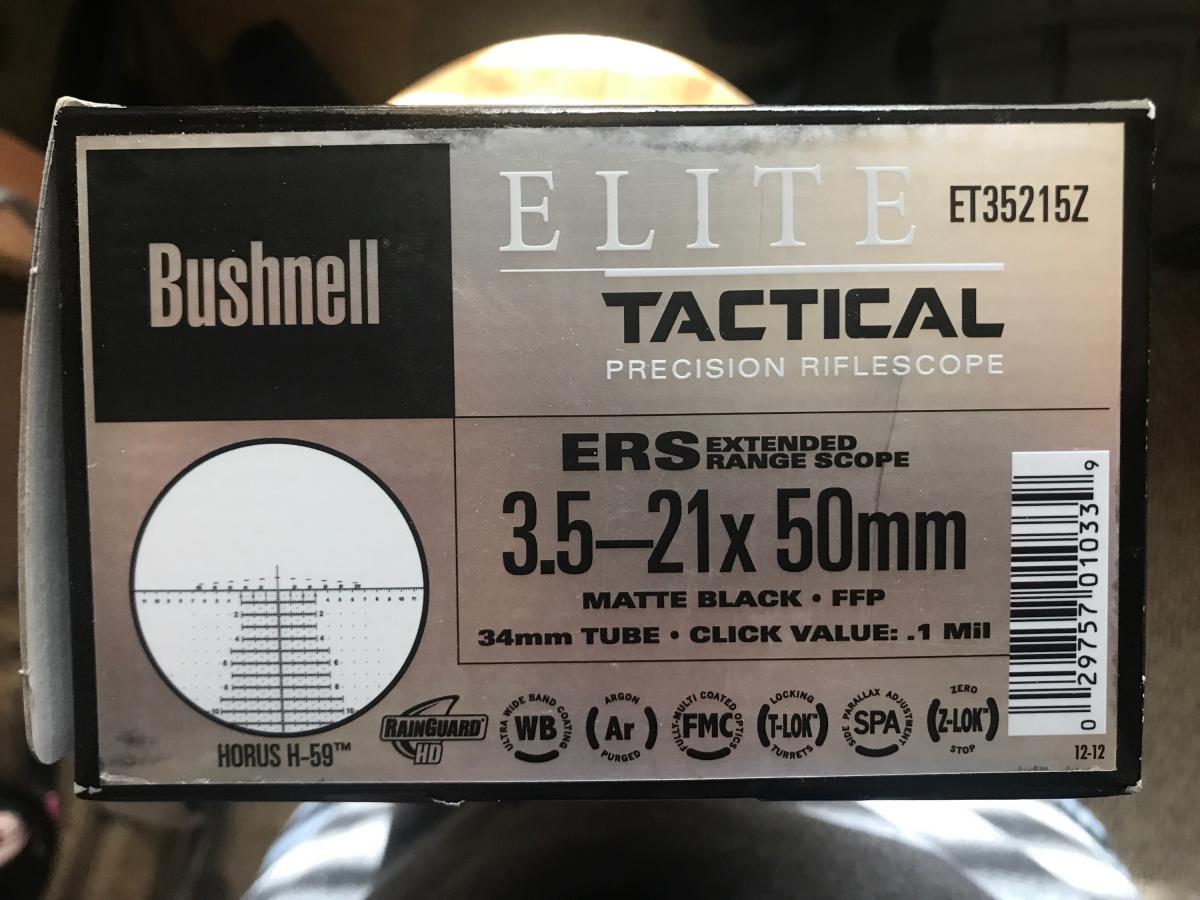 Bushnell®
ELITE
ET35215Z
TACTICAL
PRECISION RIFLESCOPE
ERS EXTENDED
RANGE SCOPE
3.5—21x 50mm
MATTE BLACK • FFP
34mm TUBE • CLICK VALUE: .1 Mil
HORUS H-59™
RAINGUARD®
HD
ULTRA WIDE BAND COATING
WB
ARGON
(Ar)
PURGED
FULLY-MULTI COATED OPTICS
FMC
LOCKING
(T-LOK™)
TURRETS
SIDE PARALLAX ADJUSTMENT
SPA
ZERO
(Z-LOK™)
STOP
0 29757 01033 9
12-12